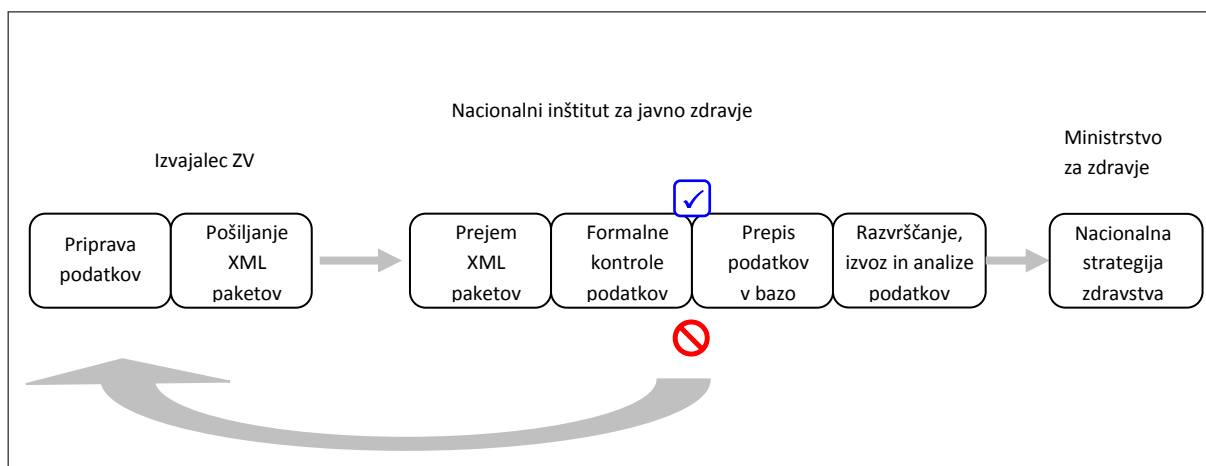 Nacionalni inštitut za javno zdravje
Izvajalec ZV
Ministrstvo
za zdravje
Priprava
podatkov
Pošiljanje
XML
paketov
Prejem
XML
paketov
Formalne
kontrole
podatkov
Prepis
podatkov
v bazo
Razvrščanje,
izvoz in analize
podatkov
Nacionalna
strategija
zdravstva